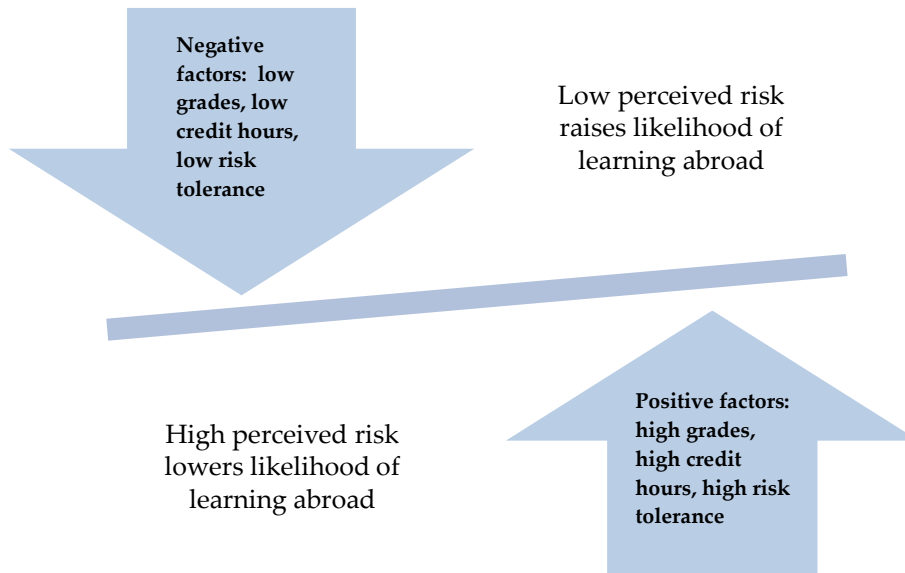 Negative
factors:  low
grades, low
credit hours,
low risk
tolerance
Low perceived risk
raises likelihood of
learning abroad
High perceived risk
lowers likelihood of
learning abroad
Positive factors:
high grades,
high credit
hours, high risk
tolerance